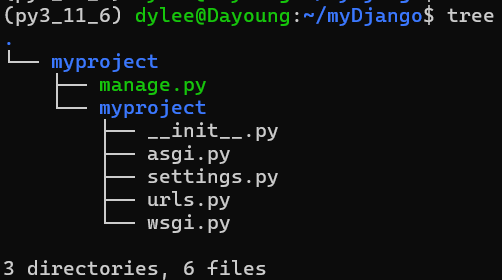 (py3_11_6) dylee@Dayoung:~/myDjango$ tree
.
└── myproject
    ├── manage.py
    └── myproject
        ├── __init__.py
        ├── asgi.py
        ├── settings.py
        ├── urls.py
        └── wsgi.py
3 directories, 6 files